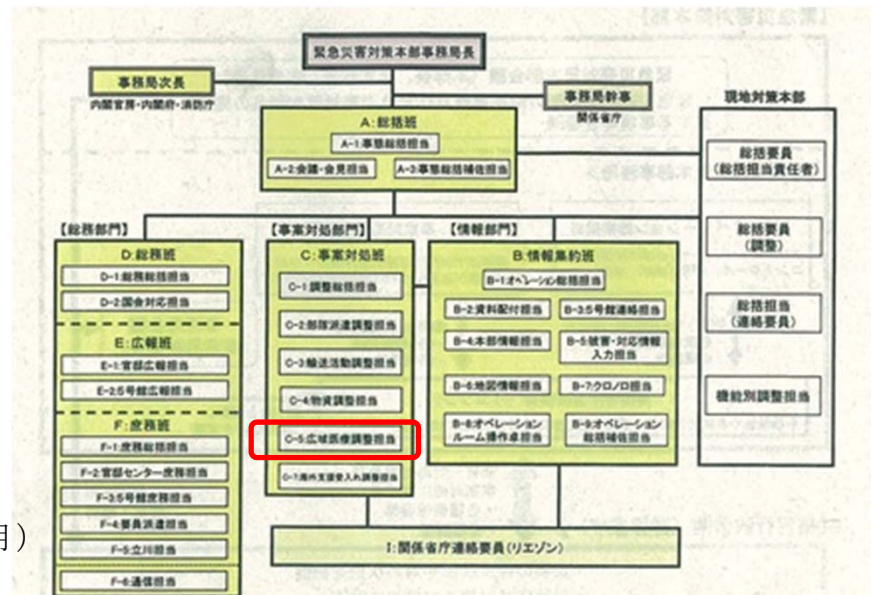 緊急災害対策本部事務局長
事務局次長
内閣官房・内閣府・消防庁
事務局幹事
関係省庁
現地対策本部
A:総括班
A-1:事態総括担当
A-2:会議・会見担当
A-3:事態総括補佐担当
総括要員
(総括担当責任者)
総括要員
(調整)
総括担当
(連絡要員)
機能別調整担当
【総務部門】
D:総務班
D-1:総務総括担当
D-2:国会対応担当
E:広報班
E-1:官邸広報担当
E-2:5号館広報担当
F:庶務班
F-1:庶務総括担当
F-2:官邸センター庶務担当
F-3:5号館庶務担当
F-4:要員派遣担当
F-5:立川担当
F-6:通信担当
【事案対処部門】
C:事案対処班
C-1:調整総括担当
C-2:部隊派遣調整担当
C-3:輸送活動調整担当
C-4:物資調整担当
C-5:広域医療調整担当
C-7:海外支援受入れ調整担当
【情報部門】
B:情報集約班
B-1:オペレーション総括担当
B-2:資料配付担当
B-3:5号館連絡担当
B-4:本部情報担当
B-5:被害・対応情報
入力担当
B-6:地図情報担当
B-7:クロノロ担当
B-8:オペレーション
ルーム操作卓担当
B-9:オペレーション
総括補佐担当
I:関係省庁連絡要員(リエゾン)
)